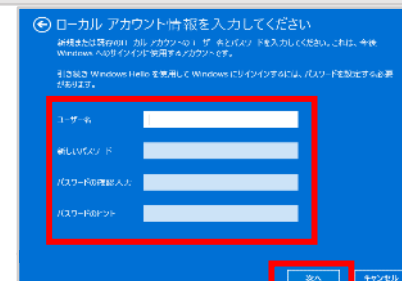 ローカル アカウント情報を入力してください
新規または既存のローカル アカウントのユーザー名とパスワードを入力してください。これは、今後
Windows へのサインインに使用するアカウントです。
引き続き Windows Hello を使用して Windows にサインインするには、パスワードを設定する必要
があります。
ユーザー名
新しいパスワード
パスワードの確認入力
パスワードのヒント
次へ
キャンセル